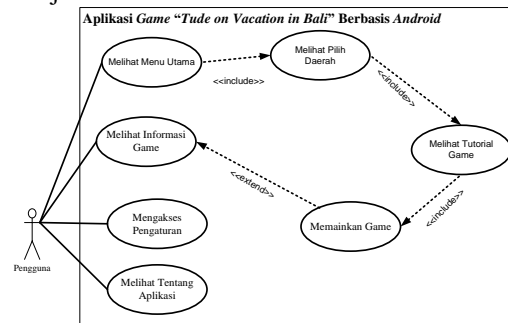 Aplikasi Game “Tude on Vacation in Bali” Berbasis Android
Melihat Menu Utama
<<include>>
Melihat Pilih
Daerah
<<include>>
Melihat Informasi
Game
Melihat Tutorial
Game
<<extend>>
<<include>>
Mengakses
Pengaturan
Memainkan Game
Pengguna
Melihat Tentang
Aplikasi